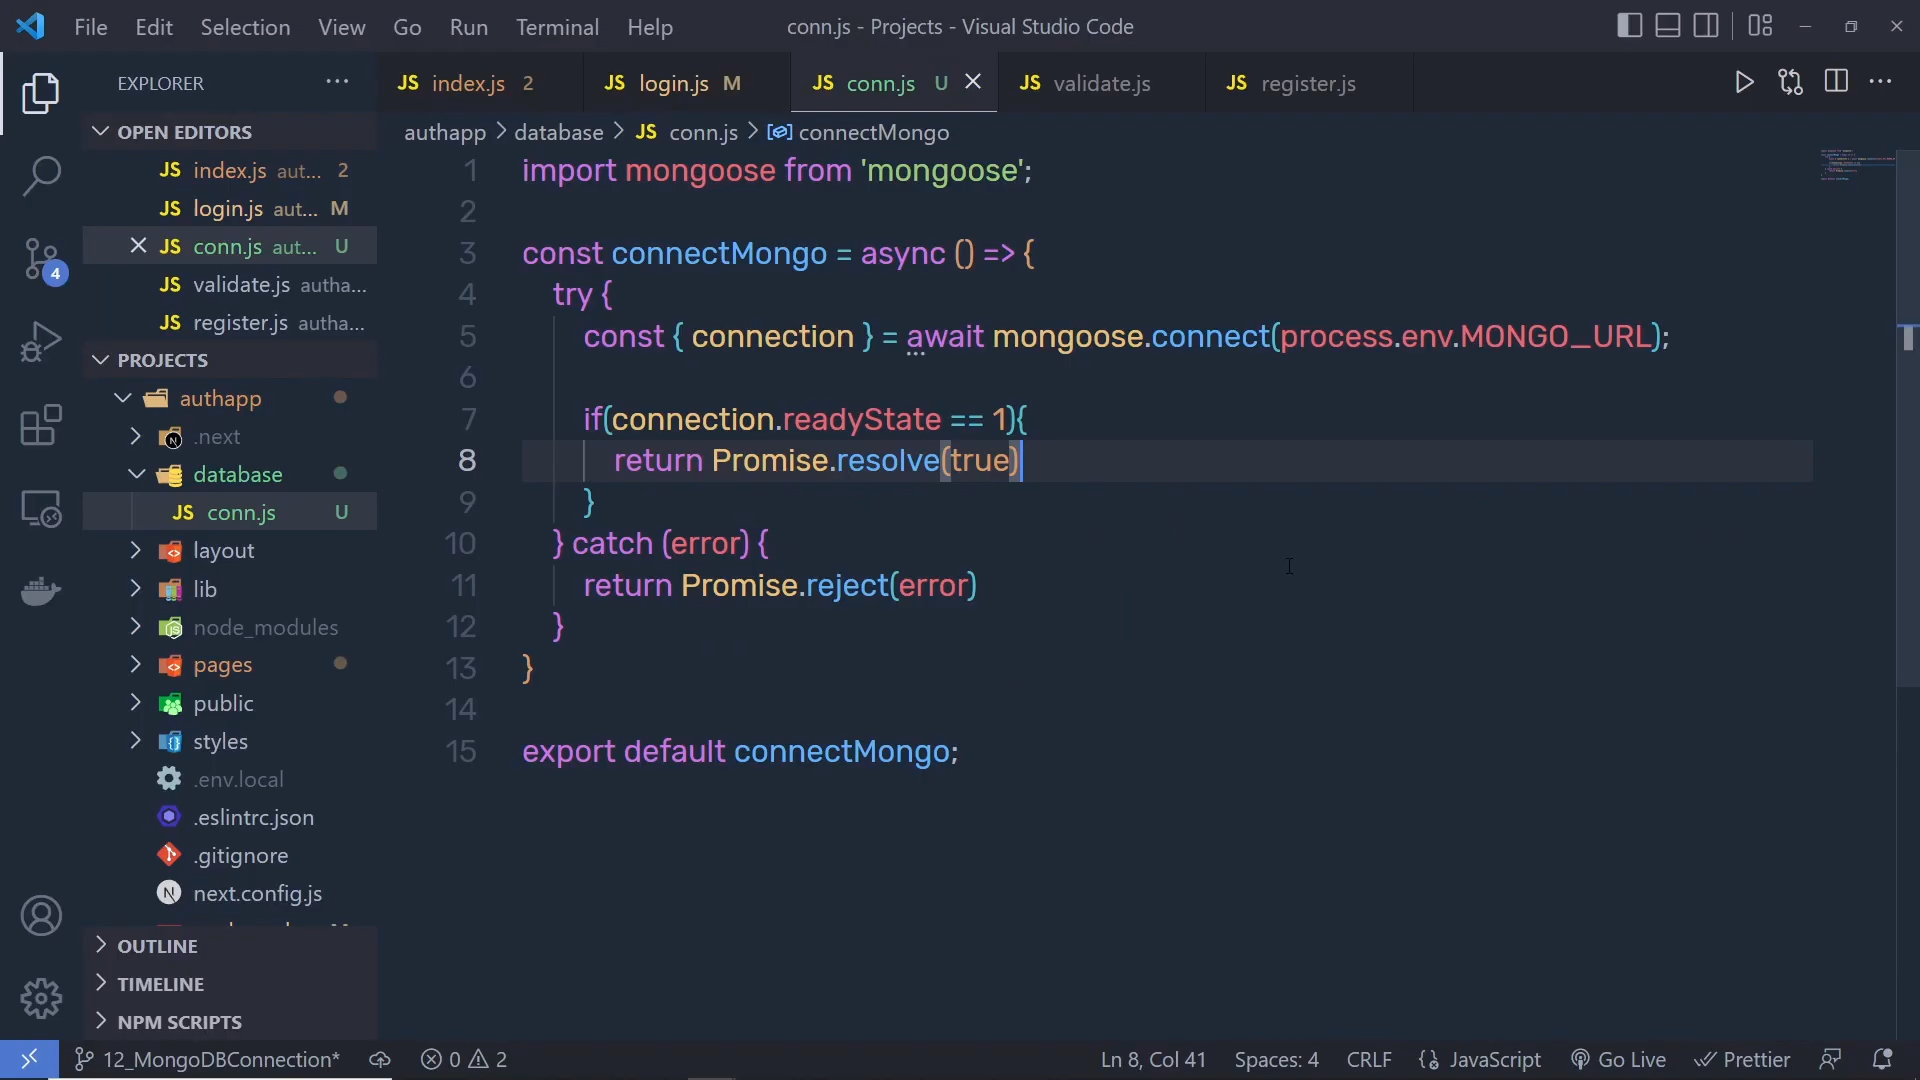 File Edit Selection View Go Run Terminal Help conn.js - Projects - Visual Studio Code
EXPLORER ···
JS index.js 2 JS login.js M JS conn.js U JS validate.js JS register.js
OPEN EDITORS
JS index.js aut... 2
JS login.js aut... M
JS conn.js aut... U
JS validate.js autha...
JS register.js autha...
PROJECTS
authapp
N .next
database
JS conn.js U
layout
lib
JS node_modules
pages
public
styles
.env.local
.eslintrc.json
.gitignore
N next.config.js
OUTLINE
TIMELINE
NPM SCRIPTS
4
authapp > database > JS conn.js > connectMongo
1 import mongoose from 'mongoose';
2
3 const connectMongo = async () => {
4 try {
5 const { connection } = await mongoose.connect(process.env.MONGO_URL);
6
7 if(connection.readyState == 1){
8 return Promise.resolve(true)
9 }
10 } catch (error) {
11 return Promise.reject(error)
12 }
13 }
14
15 export default connectMongo;
12_MongoDBConnection* 0 2 Ln 8, Col 41 Spaces: 4 CRLF {} JavaScript Go Live Prettier